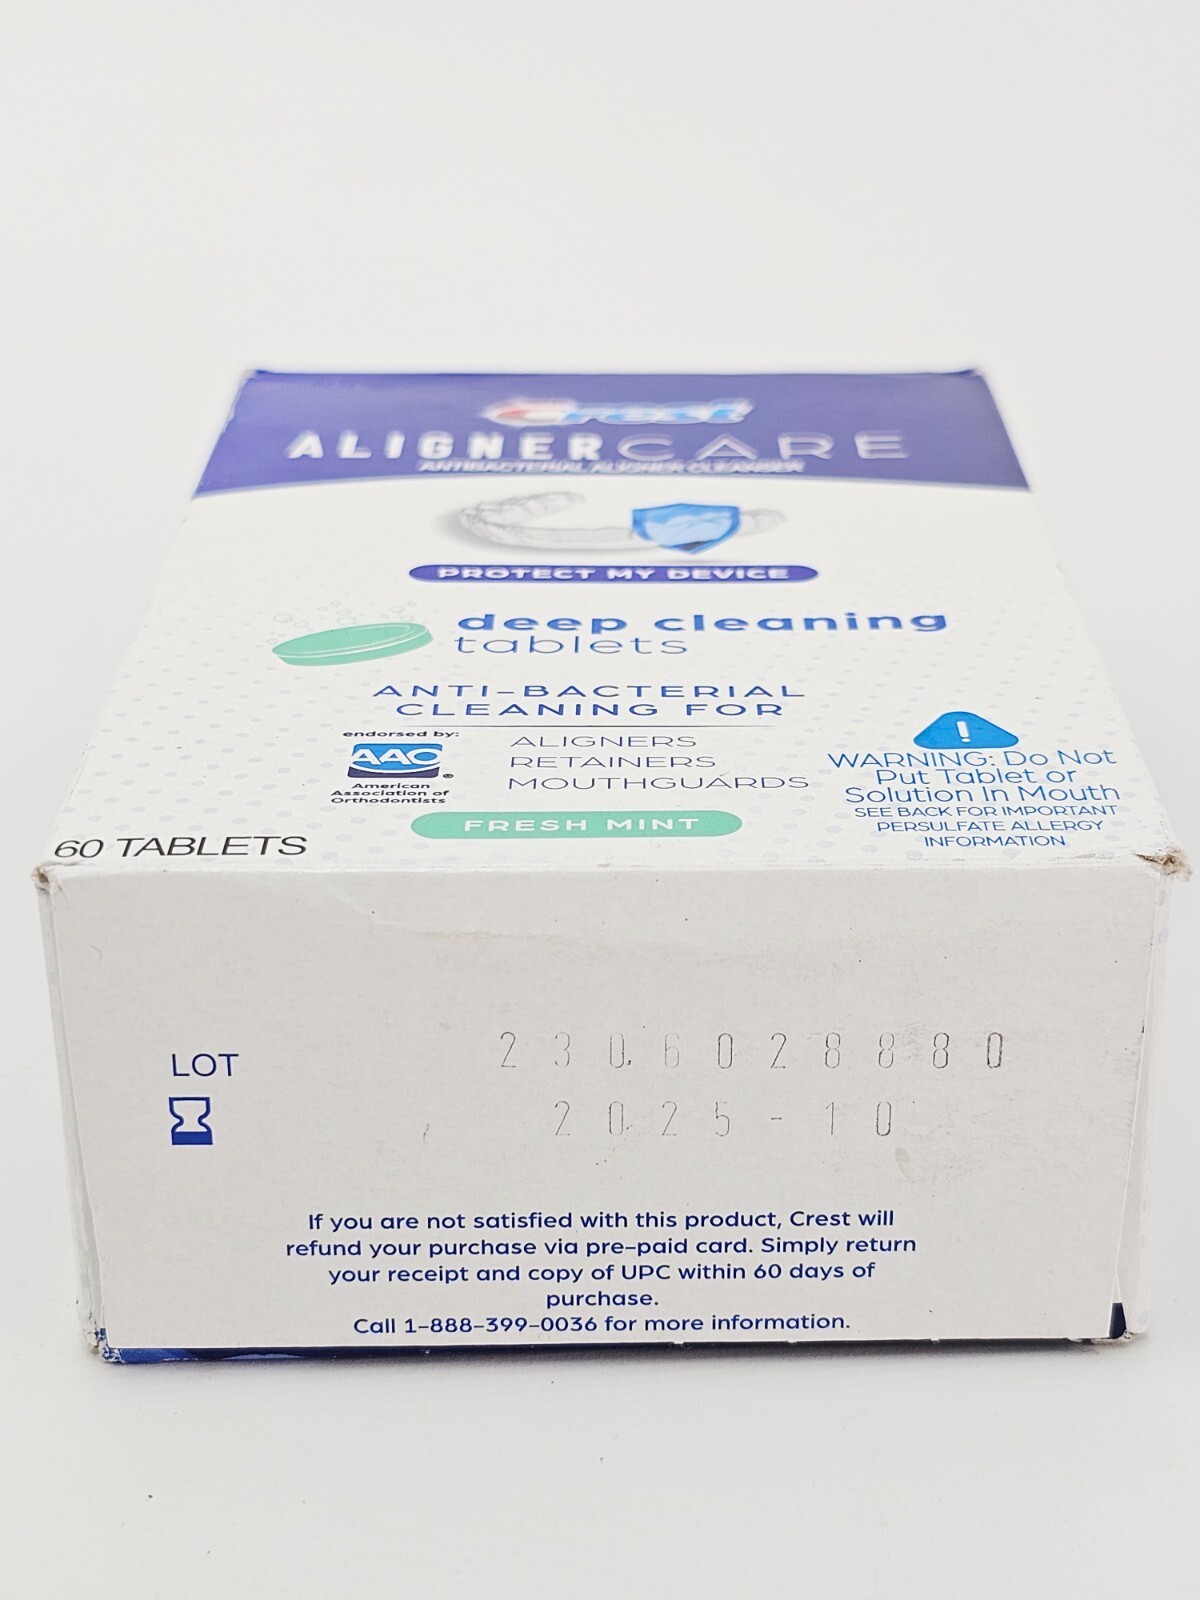 Crest
ALIGNERCARE
ANTIBACTERIAL ALIGNER CLEANSER
PROTECT MY DEVICE
deep cleaning
tablets
ANTI-BACTERIAL
CLEANING FOR
endorsed by:
AAO
®
American
Association of
Orthodontists
ALIGNERS
RETAINERS
MOUTHGUARDS
FRESH MINT
WARNING: Do Not
Put Tablet or
Solution In Mouth
SEE BACK FOR IMPORTANT
PERSULFATE ALLERGY
INFORMATION
60 TABLETS
LOT 2306028880
2025-10
If you are not satisfied with this product, Crest will
refund your purchase via pre-paid card. Simply return
your receipt and copy of UPC within 60 days of
purchase.
Call 1-888-399-0036 for more information.